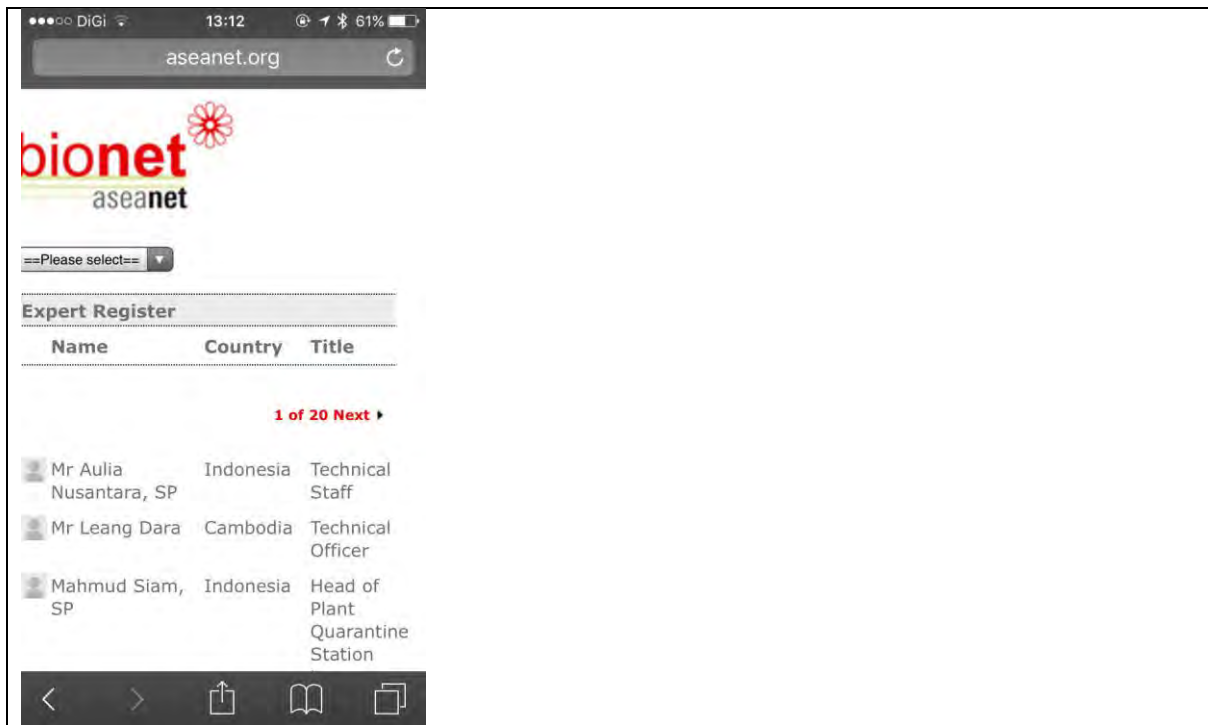 DiGi 13:12 61%
aseanet.org
bionet
aseanet
==Please select==
Expert Register
Name Country Title
1 of 20 Next
Mr Aulia Indonesia Technical
Nusantara, SP Staff
Mr Leang Dara Cambodia Technical
Officer
Mahmud Siam, Indonesia Head of
SP Plant
Quarantine
Station